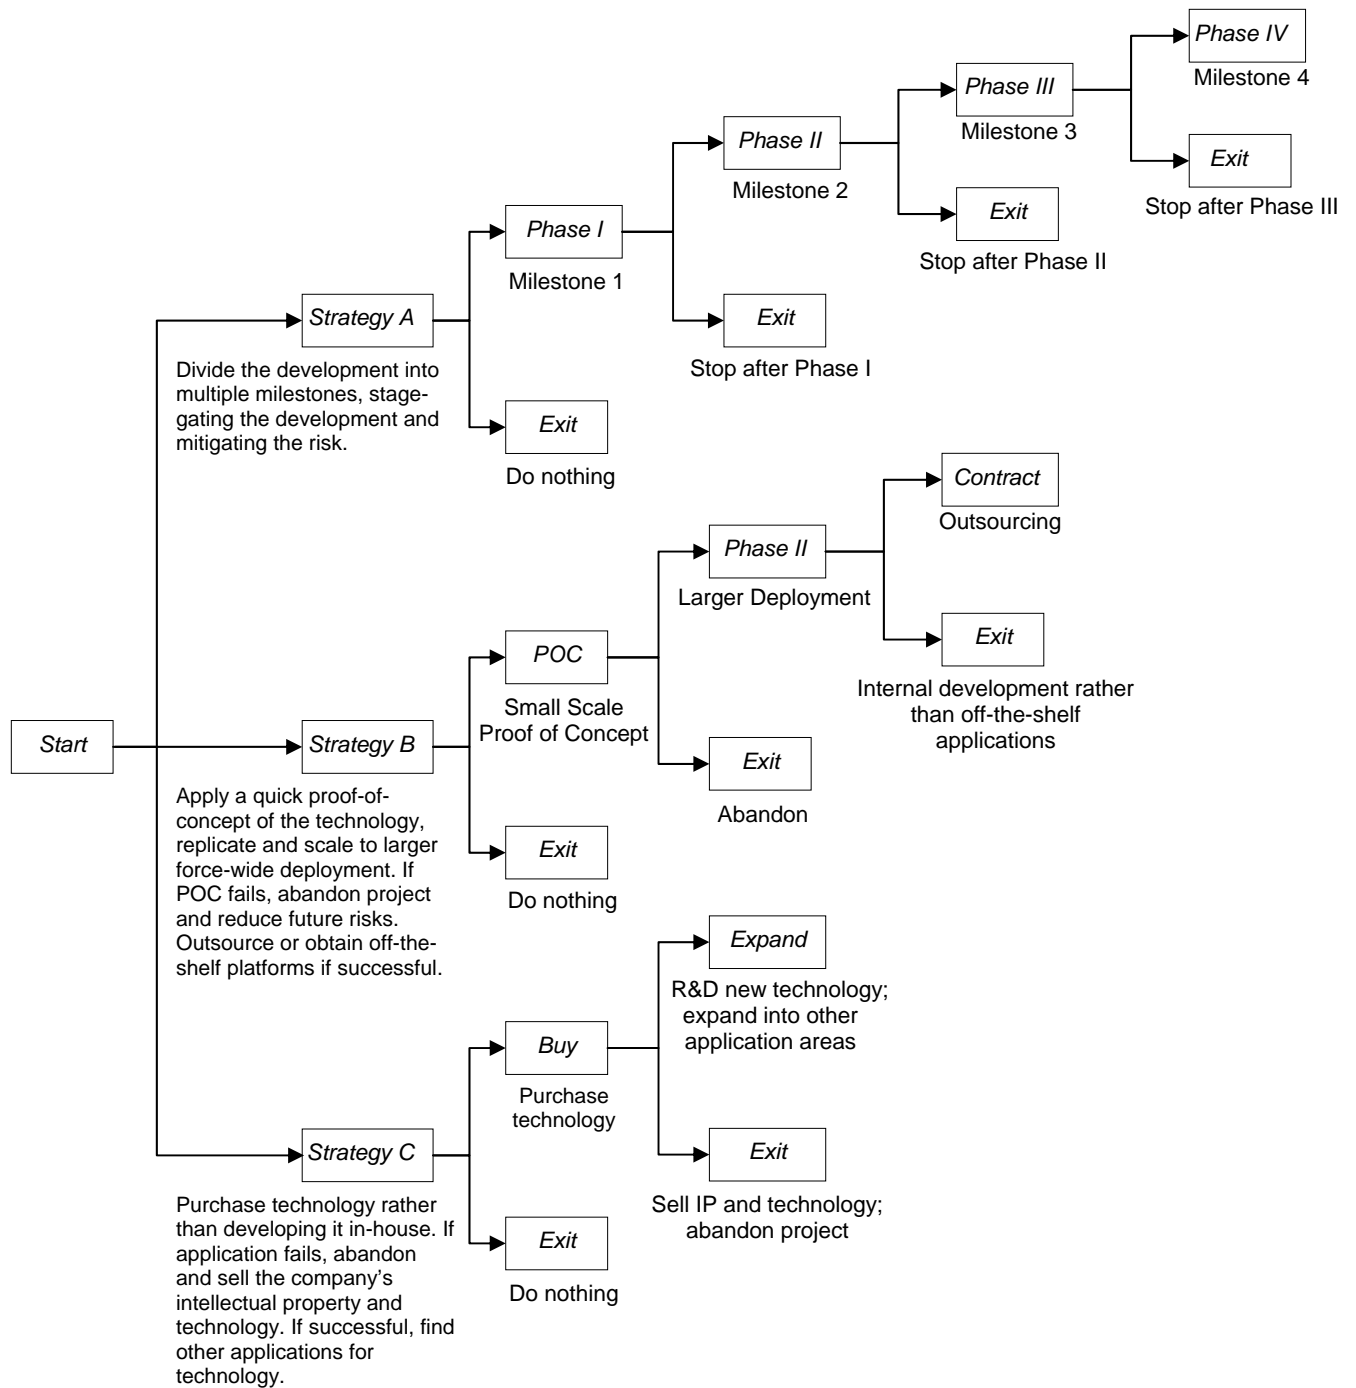 Phase IV
Milestone 4
Phase III
Milestone 3
Exit
Stop after Phase III
Phase II
Milestone 2
Exit
Stop after Phase II
Phase I
Milestone 1
Exit
Stop after Phase I
Strategy A
Divide the development into
multiple milestones, stage-
gating the development and
mitigating the risk.
Exit
Do nothing
Contract
Outsourcing
Phase II
Larger Deployment
Exit
Internal development rather
than off-the-shelf
applications
POC
Small Scale
Proof of Concept
Exit
Abandon
Start
Strategy B
Apply a quick proof-of-
concept of the technology,
replicate and scale to larger
force-wide deployment. If
POC fails, abandon project
and reduce future risks.
Outsource or obtain off-the-
shelf platforms if successful.
Exit
Do nothing
Expand
R&D new technology;
expand into other
application areas
Buy
Purchase
technology
Exit
Sell IP and technology;
abandon project
Strategy C
Purchase technology rather
than developing it in-house. If
application fails, abandon
and sell the company's
intellectual property and
technology. If successful, find
other applications for
technology.
Exit
Do nothing